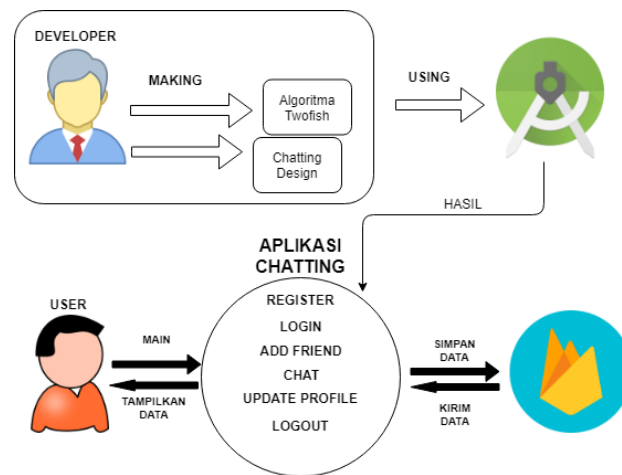 DEVELOPER
MAKING
Algoritma
Twofish
Chatting
Design
USING
HASIL
APLIKASI
CHATTING
USER
MAIN
TAMPILKAN
DATA
REGISTER
LOGIN
ADD FRIEND
CHAT
UPDATE PROFILE
LOGOUT
SIMPAN
DATA
KIRIM
DATA